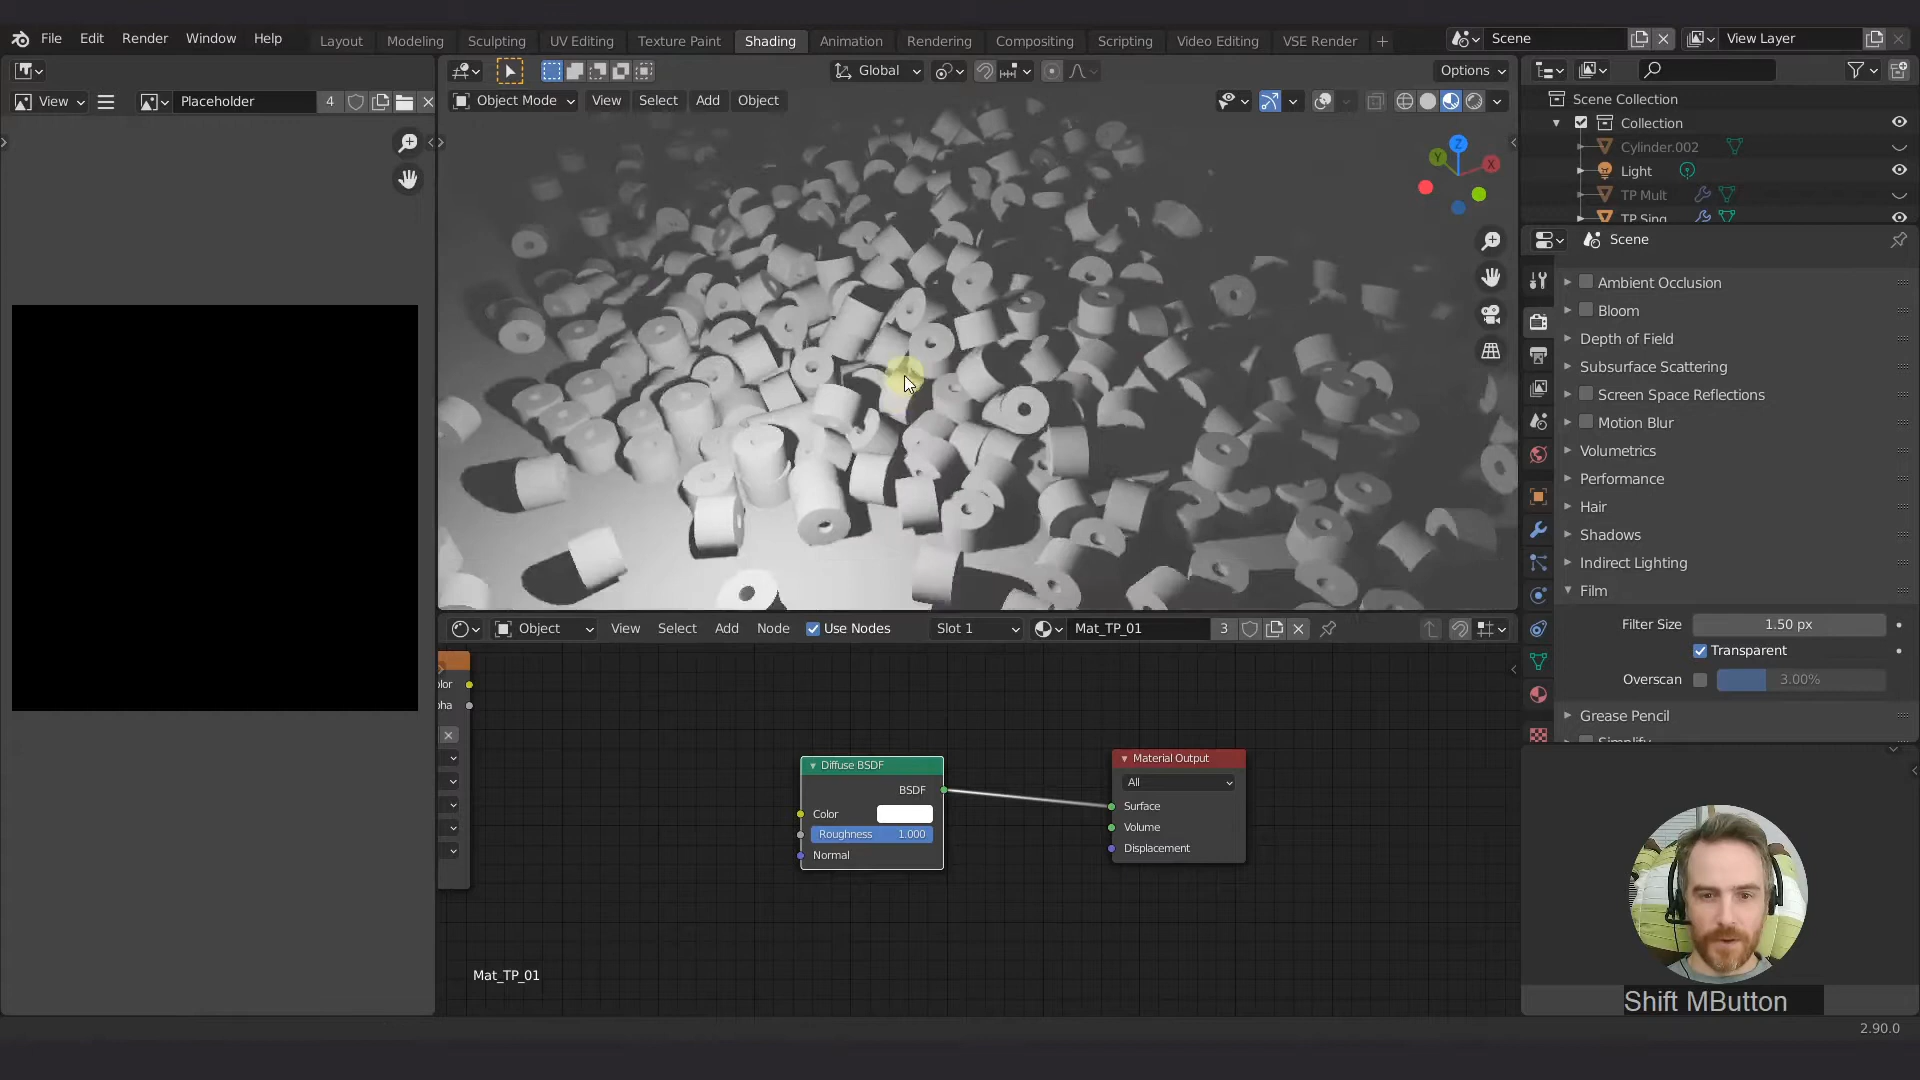 File Edit Render Window Help
Layout Modeling Sculpting UV Editing Texture Paint Shading Animation Rendering Compositing Scripting Video Editing VSE Render +
Scene
View Layer
Global
Options
View
Placeholder 4
Object Mode View Select Add Object
Z
Y
X
Scene Collection
Collection
Cylinder.002
Light
TP Mult
TP Sing
Scene
Ambient Occlusion
Bloom
Depth of Field
Subsurface Scattering
Screen Space Reflections
Motion Blur
Volumetrics
Performance
Hair
Shadows
Indirect Lighting
Film
Filter Size 1.50 px
Transparent
Overscan 3.00%
Grease Pencil
Simplify
Object View Select Add Node Use Nodes Slot 1 Mat_TP_01 3
olor
pha
Diffuse BSDF
BSDF
Color
Roughness 1.000
Normal
Material Output
All
Surface
Volume
Displacement
Mat_TP_01
Shift MButton
2.90.0